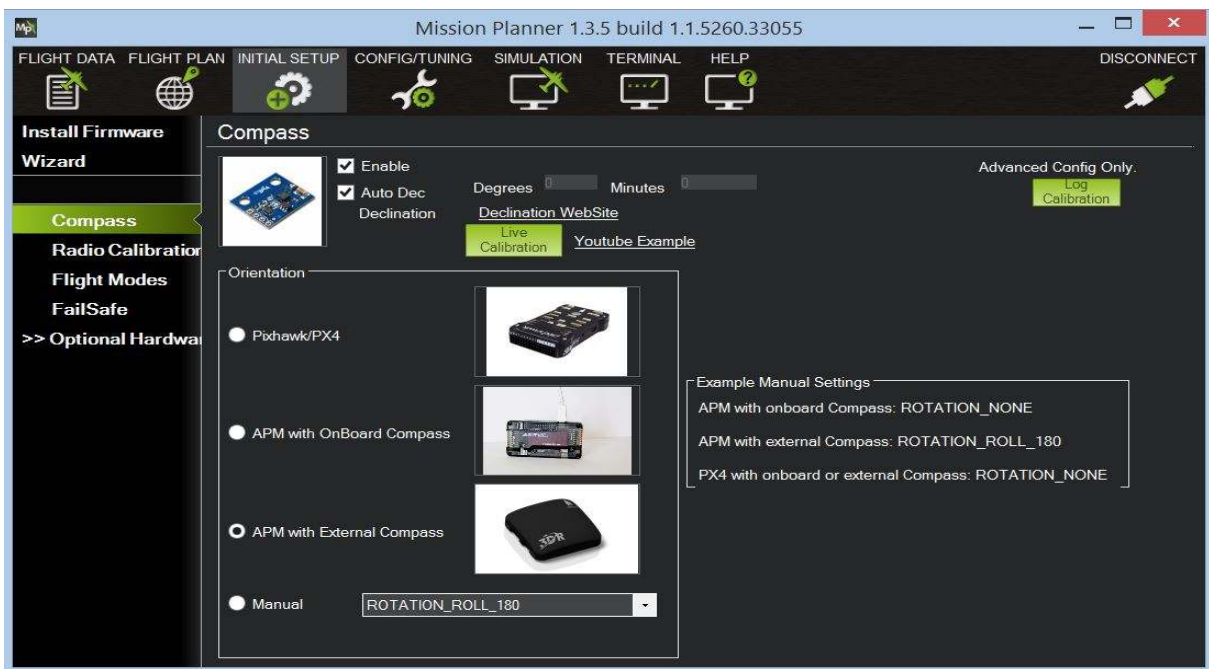 Mission Planner 1.3.5 build 1.1.5260.33055
FLIGHT DATA FLIGHT PLAN INITIAL SETUP CONFIG/TUNING SIMULATION TERMINAL HELP DISCONNECT
Install Firmware
Wizard
Compass
Radio Calibration
Flight Modes
FailSafe
>> Optional Hardwa
Compass
Enable
Auto Dec
Declination
Degrees 0 Minutes 0
Declination WebSite
Live
Calibration
Youtube Example
Advanced Config Only.
Log
Calibration
Orientation
Pixhawk/PX4
APM with OnBoard Compass
APM with External Compass
3DR
Manual
ROTATION_ROLL_180
Example Manual Settings
APM with onboard Compass: ROTATION_NONE
APM with external Compass: ROTATION_ROLL_180
PX4 with onboard or external Compass: ROTATION_NONE